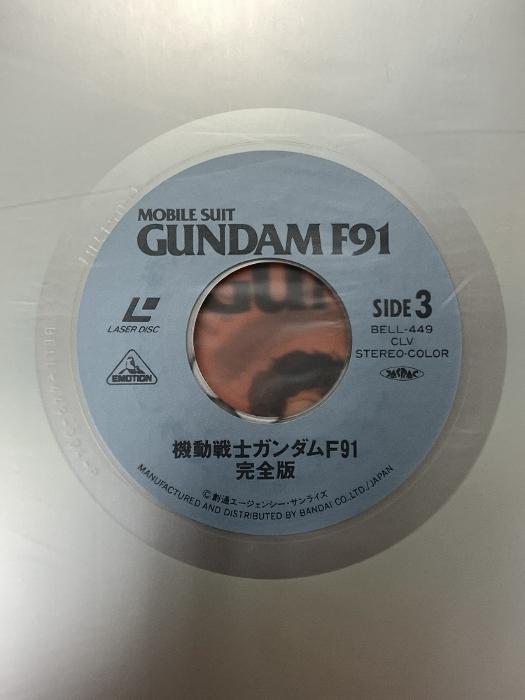 MOBILE SUIT
GUNDAM F91
LASER DISC
EMOTION
SIDE 3
BELL-449
CLV
STEREO-COLOR
JASRAC
GU
機動戦士ガンダムF91
完全版
©創通エージェンシー・サンライズ
MANUFACTURED AND DISTRIBUTED BY BANDAI CO.,LTD./JAPAN